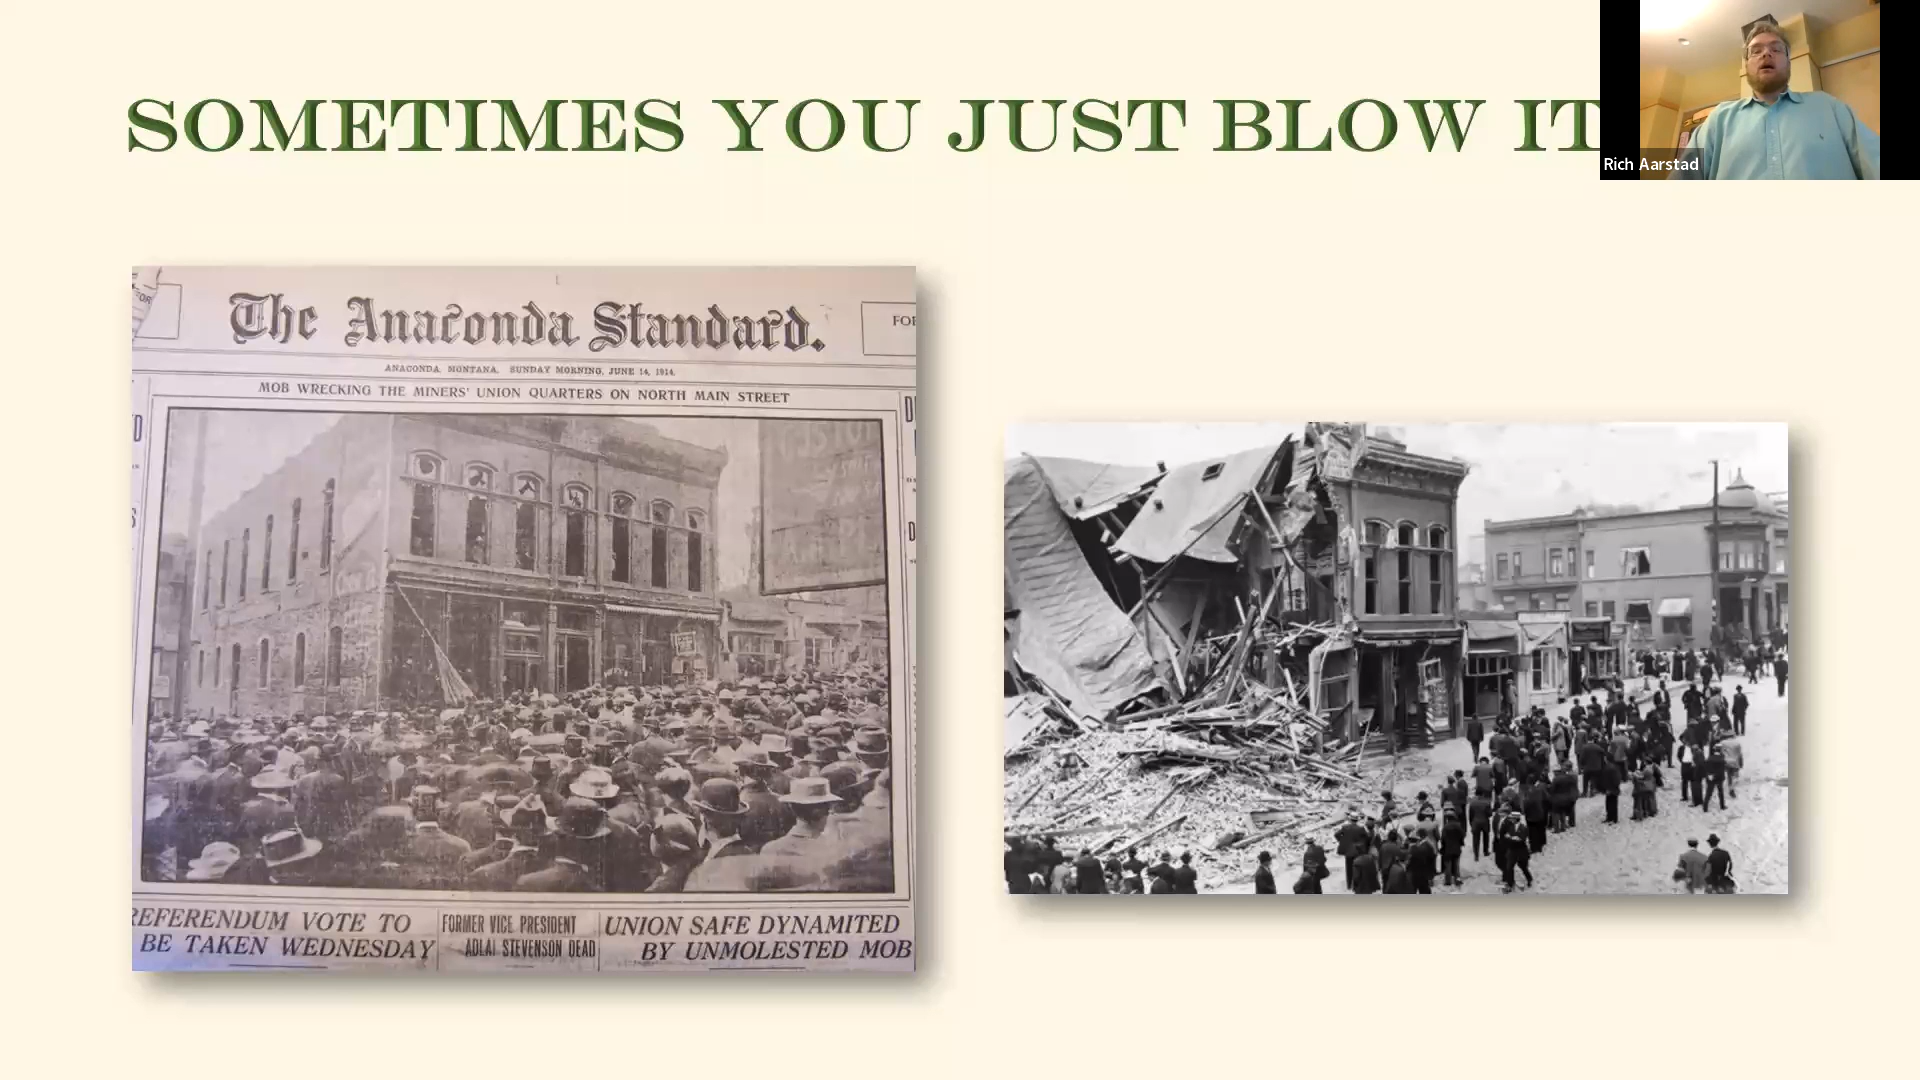 SOMETIMES YOU JUST BLOW IT
Rich Aarstad
The Anaconda Standard.
FOR
ANACONDA, MONTANA, SUNDAY MORNING, JUNE 14, 1914.
MOB WRECKING THE MINERS' UNION QUARTERS ON NORTH MAIN STREET
REFERENDUM VOTE TO
BE TAKEN WEDNESDAY
FORMER VICE PRESIDENT
ADLAI STEVENSON DEAD
UNION SAFE DYNAMITED
BY UNMOLESTED MOB